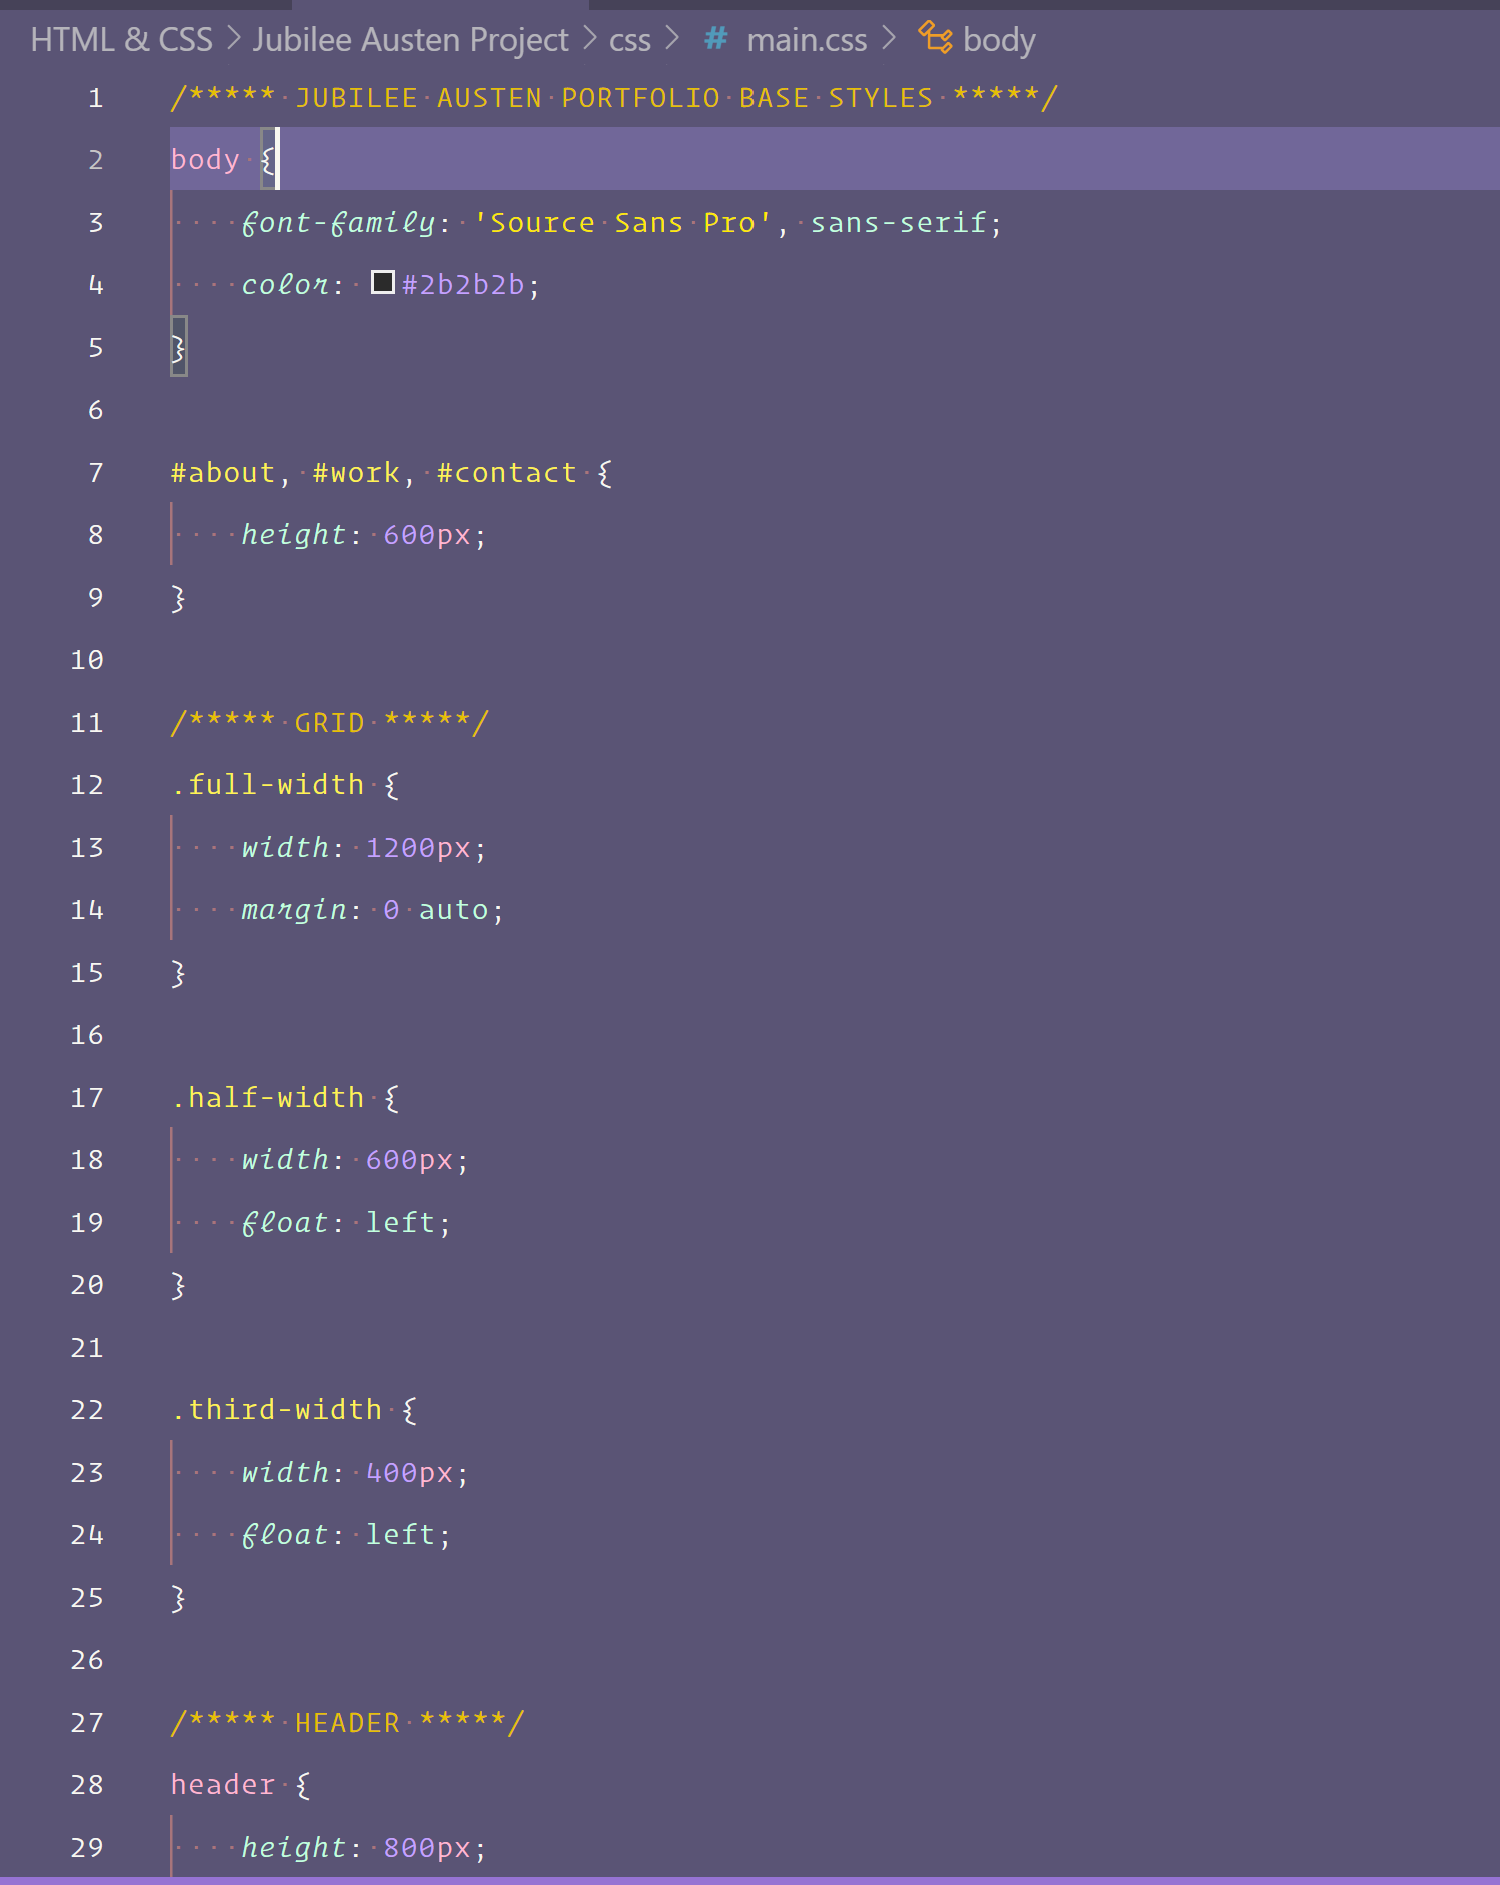 HTML & CSS > Jubilee Austen Project > css > # main.css > body
1 /***** JUBILEE AUSTEN PORTFOLIO BASE STYLES *****/
2 body {
3     font-family: 'Source Sans Pro', sans-serif;
4     color: #2b2b2b;
5 }
6
7 #about, #work, #contact {
8     height: 600px;
9 }
10
11 /***** GRID *****/
12 .full-width {
13     width: 1200px;
14     margin: 0 auto;
15 }
16
17 .half-width {
18     width: 600px;
19     float: left;
20 }
21
22 .third-width {
23     width: 400px;
24     float: left;
25 }
26
27 /***** HEADER *****/
28 header {
29     height: 800px;